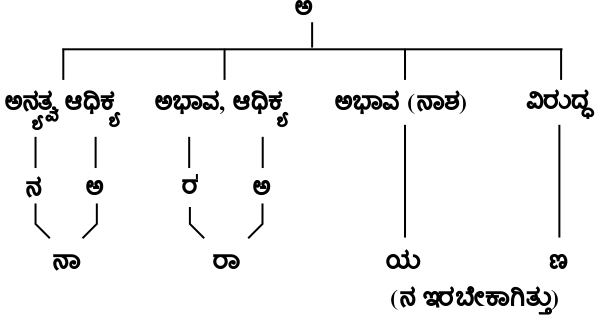 ಅ
ಅನ್ಯತ್ವ ಆಧಿಕ್ಯ ಅಭಾವ, ಆಧಿಕ್ಯ ಅಭಾವ (ನಾಶ) ವಿರುದ್ಧ
ನ ಅ ರ ಅ
ನಾ ರಾ ಯ ಣ
(ನ ಇರಬೇಕಾಗಿತ್ತು)